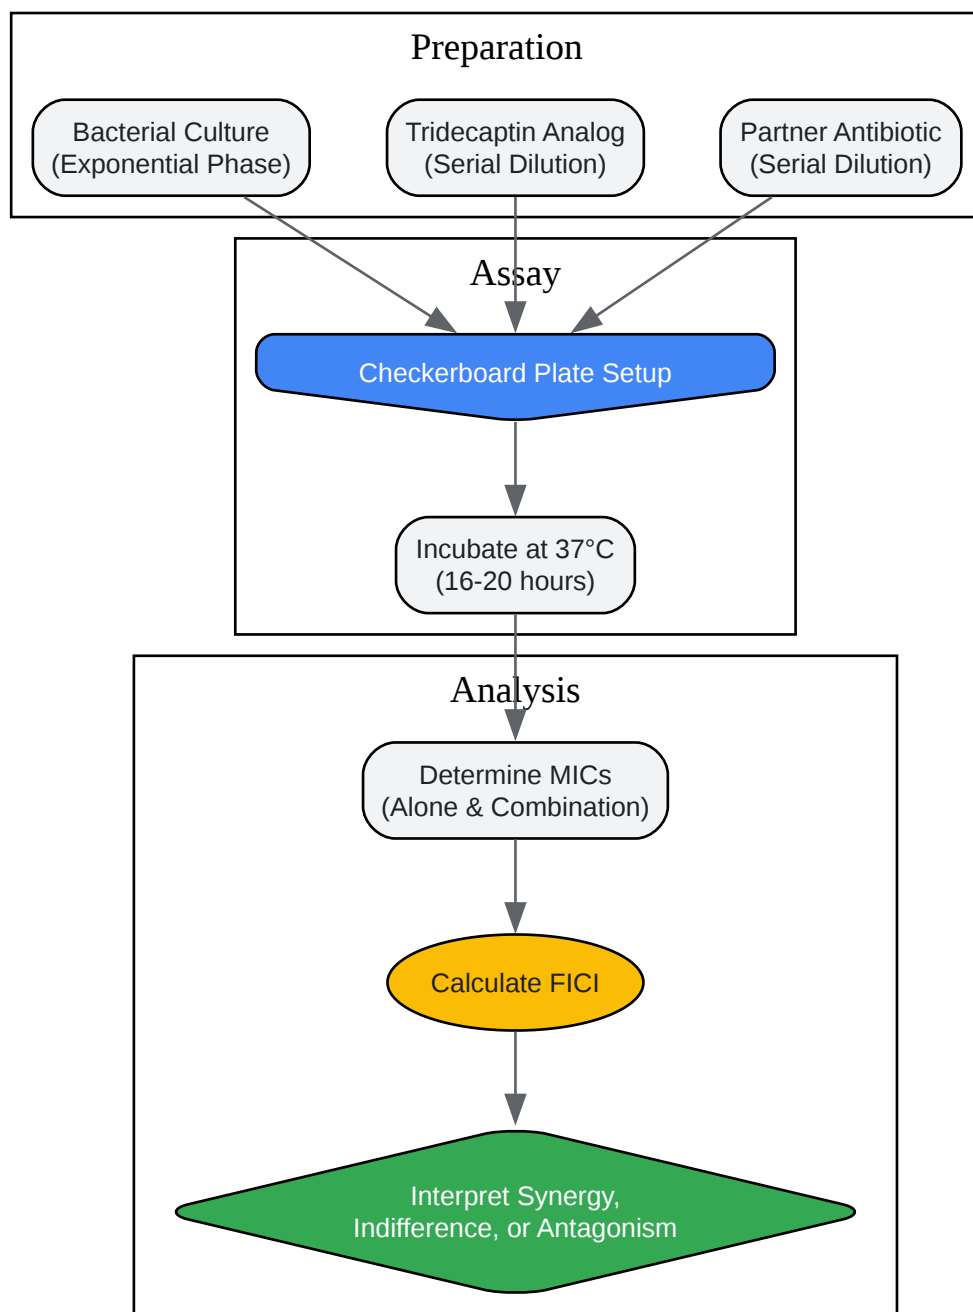 Preparation
Bacterial Culture
(Exponential Phase)
Tridecaptin Analog
(Serial Dilution)
Partner Antibiotic
(Serial Dilution)
Assay
Checkerboard Plate Setup
Incubate at 37°C
(16-20 hours)
Analysis
Determine MICs
(Alone & Combination)
Calculate FICI
Interpret Synergy,
Indifference, or Antagonism